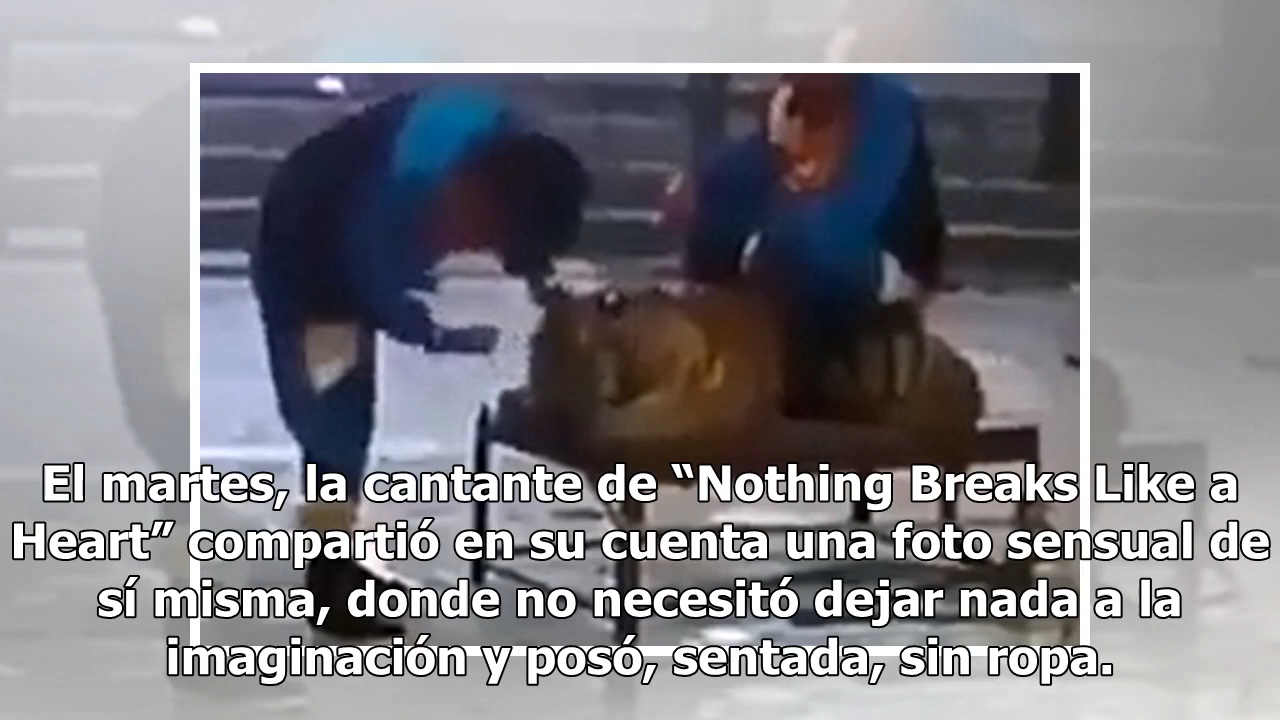 El martes, la cantante de “Nothing Breaks Like a
Heart” compartió en su cuenta una foto sensual de
sí misma, donde no necesitó dejar nada a la
imaginación y posó, sentada, sin ropa.